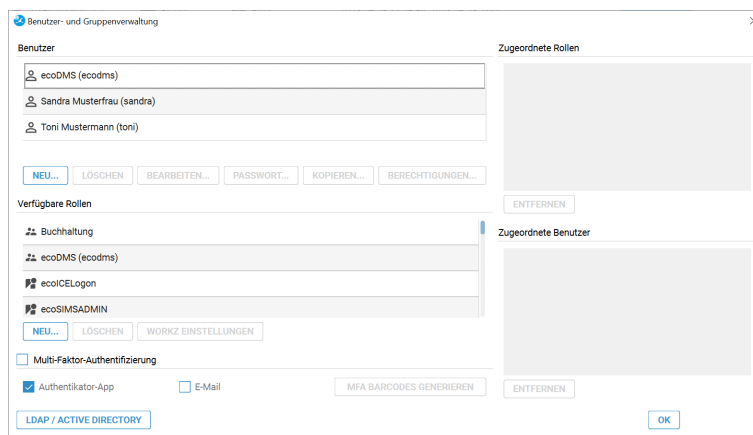 Benutzer- und Gruppenverwaltung
Benutzer
ecoDMS (ecodms)
Sandra Musterfrau (sandra)
Toni Mustermann (toni)
NEU... LÖSCHEN BEARBEITEN... PASSWORT... KOPIEREN... BERECHTIGUNGEN...
Verfügbare Rollen
Buchhaltung
ecoDMS (ecodms)
ecoICELogon
ecoSIMSADMIN
NEU... LÖSCHEN WORKZ EINSTELLUNGEN
Multi-Faktor-Authentifizierung
Authentikator-App E-Mail MFA BARCODES GENERIEREN
LDAP / ACTIVE DIRECTORY
Zugeordnete Rollen
ENTFERNEN
Zugeordnete Benutzer
ENTFERNEN
OK